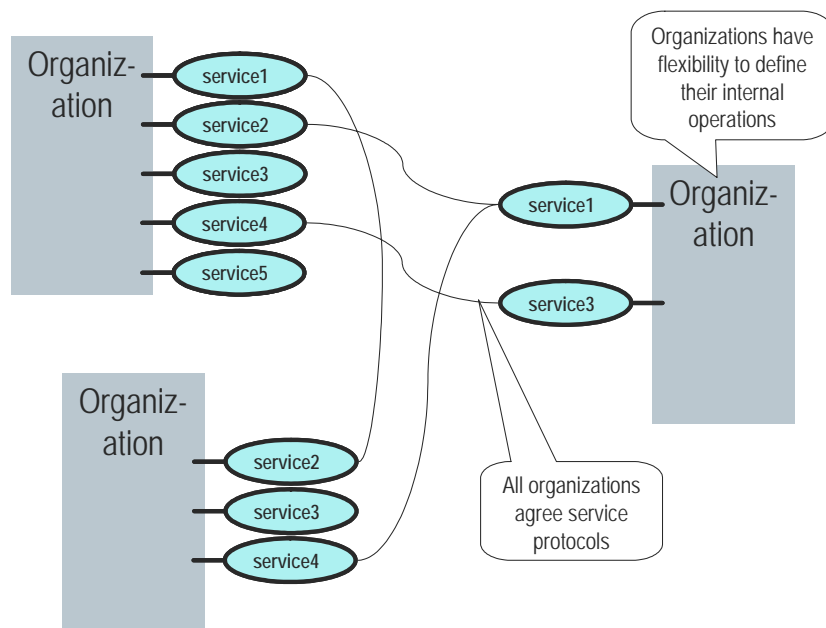 Organiz-
ation
service1
service2
service3
service4
service5
Organizations have
flexibility to define
their internal
operations
Organiz-
ation
service1
service3
Organiz-
ation
service2
service3
service4
All organizations
agree service
protocols